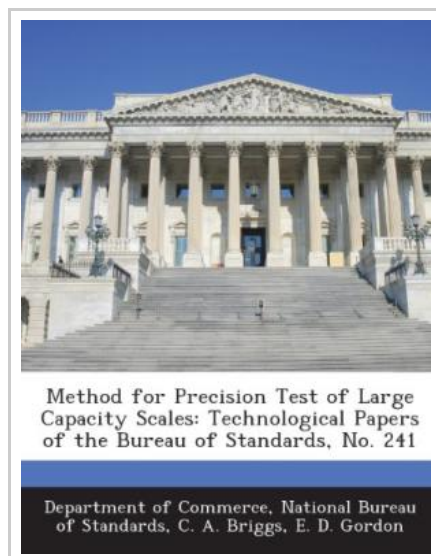 Method for Precision Test of Large
Capacity Scales: Technological Papers
of the Bureau of Standards, No. 241
Department of Commerce, National Bureau
of Standards, C. A. Briggs, E. D. Gordon